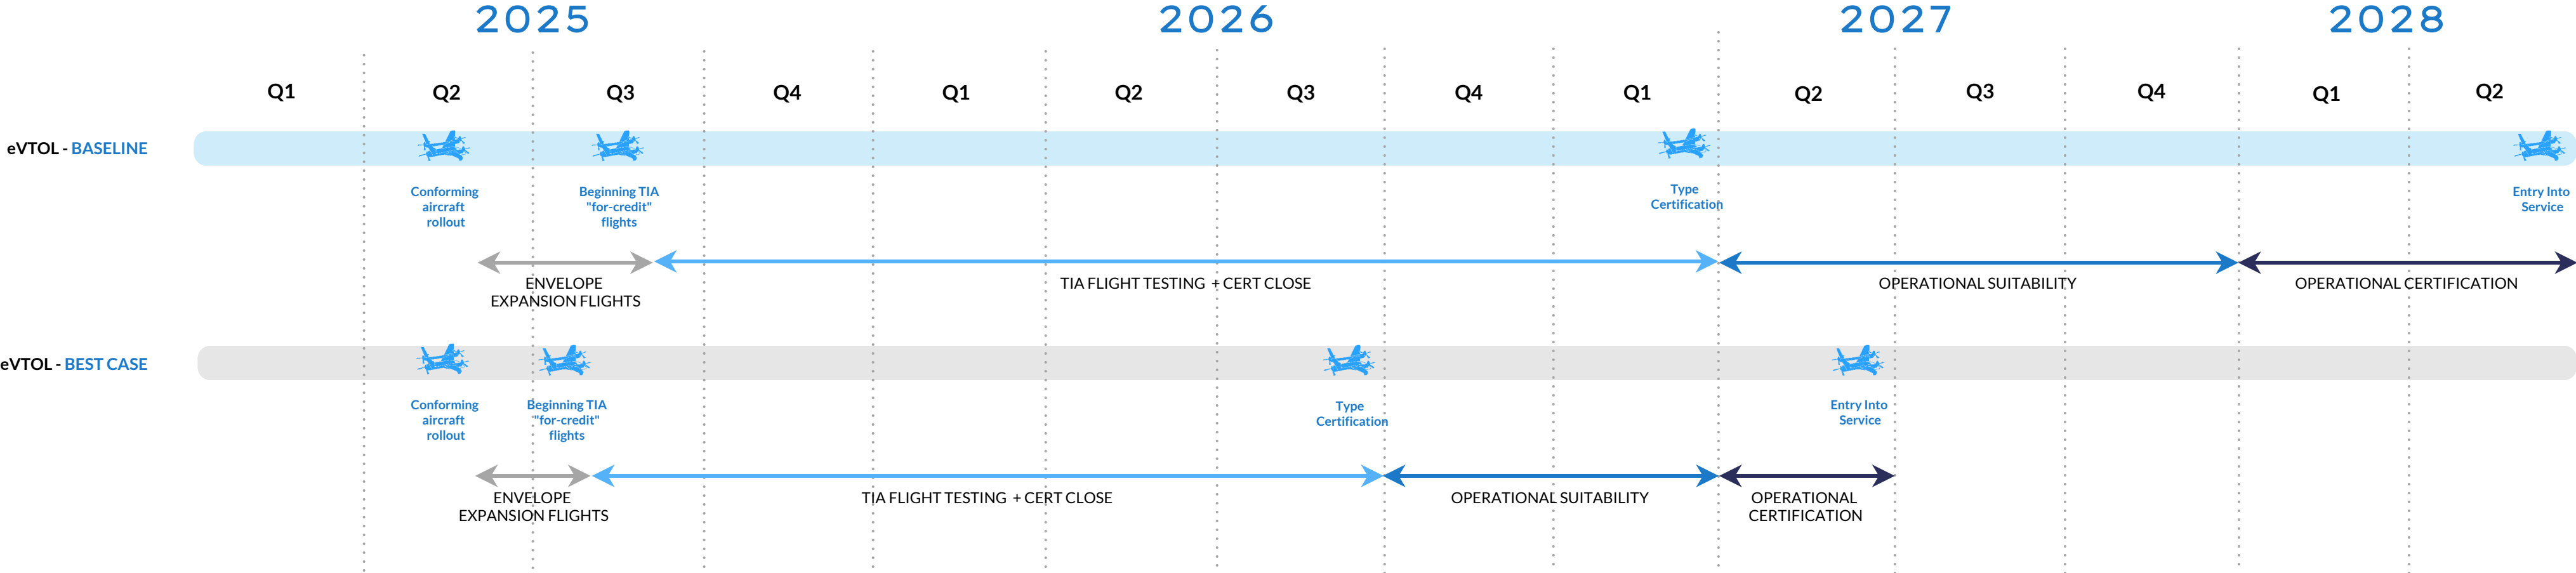 2025 2026 2027 2028
Q1 Q2 Q3 Q4 Q1 Q2 Q3 Q4 Q1 Q2 Q3 Q4 Q1 Q2
eVTOL - BASELINE
Conforming
aircraft
rollout
Beginning TIA
"for-credit"
flights
Type
Certification
Entry Into
Service
ENVELOPE
EXPANSION FLIGHTS
TIA FLIGHT TESTING + CERT CLOSE
OPERATIONAL SUITABILITY
OPERATIONAL CERTIFICATION
eVTOL - BEST CASE
Conforming
aircraft
rollout
Beginning TIA
"for-credit"
flights
Type
Certification
Entry Into
Service
ENVELOPE
EXPANSION FLIGHTS
TIA FLIGHT TESTING + CERT CLOSE
OPERATIONAL SUITABILITY
OPERATIONAL
CERTIFICATION